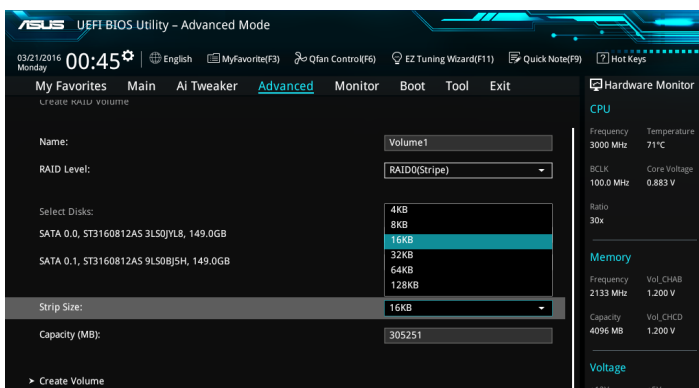 ASUS UEFI BIOS Utility – Advanced Mode
03/21/2016 Monday 00:45 English MyFavorite(F3) Qfan Control(F6) EZ Tuning Wizard(F11) Quick Note(F9) ? Hot Keys
My Favorites Main Ai Tweaker Advanced Monitor Boot Tool Exit
Hardware Monitor
Create RAID Volume
Name: Volume1
RAID Level: RAID0(Stripe)
Select Disks:
SATA 0.0, ST3160812AS 3LS0JYL8, 149.0GB
SATA 0.1, ST3160812AS 9LS0BJ5H, 149.0GB
4KB
8KB
16KB
32KB
64KB
128KB
Strip Size: 16KB
Capacity (MB): 305251
> Create Volume
CPU
Frequency Temperature
3000 MHz 71°C
BCLK Core Voltage
100.0 MHz 0.883 V
Ratio
30x
Memory
Frequency Vol_CHAB
2133 MHz 1.200 V
Capacity Vol_CHCD
4096 MB 1.200 V
Voltage